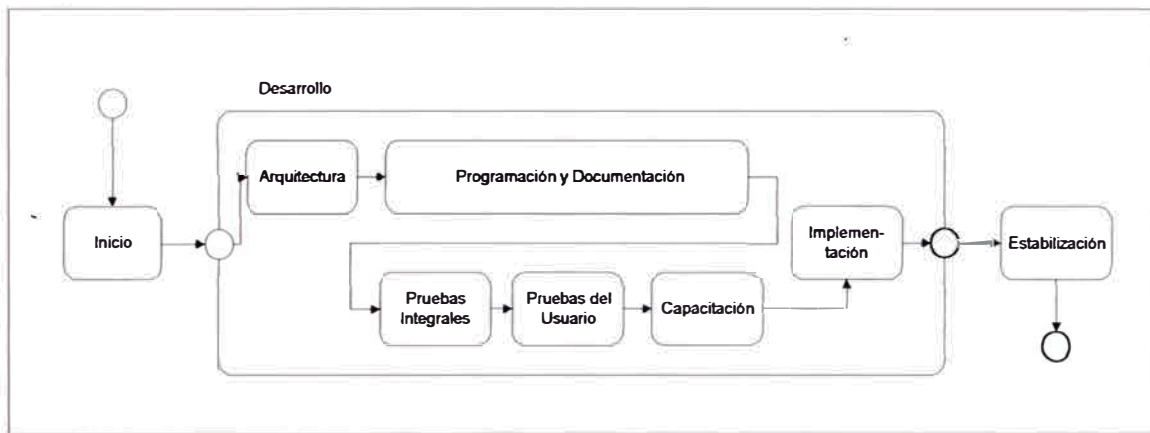 Desarrollo
Arquitectura
Programación y Documentación
Inicio
Implemen-
tación
Estabilización
Pruebas
Integrales
Pruebas del
Usuario
Capacitación